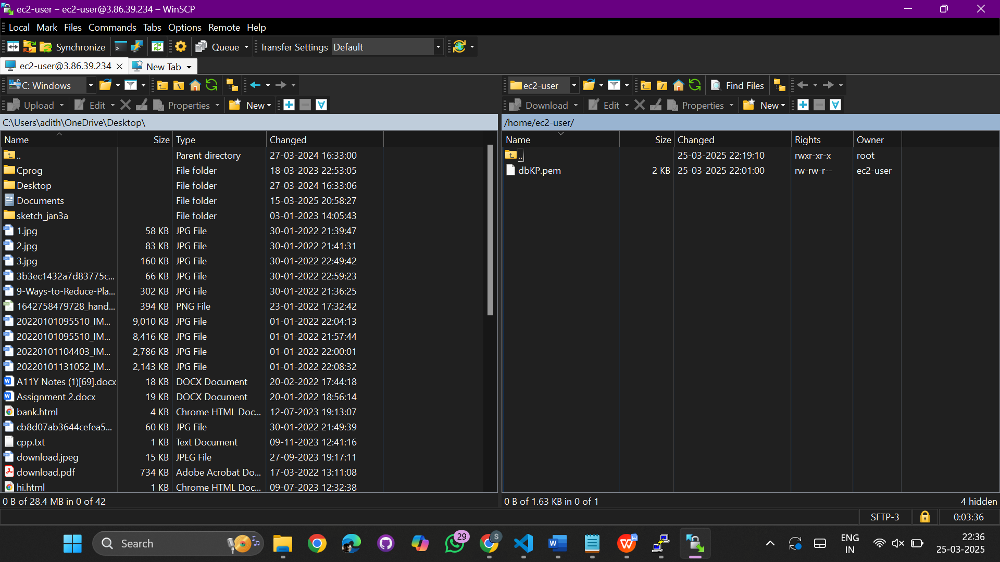 ec2-user – ec2-user@3.86.39.234 – WinSCP
Local Mark Files Commands Tabs Options Remote Help
Synchronize Queue Transfer Settings Default
ec2-user@3.86.39.234 New Tab
C: Windows
Upload Edit Properties New
C:\Users\adith\OneDrive\Desktop\
Name Size Type Changed
.. Parent directory 27-03-2024 16:33:00
Cprog File folder 18-03-2023 22:53:05
Desktop File folder 27-03-2024 16:33:06
Documents File folder 15-03-2025 20:58:27
sketch_jan3a File folder 03-01-2023 14:05:43
1.jpg 58 KB JPG File 30-01-2022 21:39:47
2.jpg 83 KB JPG File 30-01-2022 21:41:31
3.jpg 160 KB JPG File 30-01-2022 22:49:42
3b3ec1432a7d83775c... 66 KB JPG File 30-01-2022 22:59:23
9-Ways-to-Reduce-Pla... 302 KB JPG File 30-01-2022 21:36:25
1642758479728_hand... 394 KB PNG File 23-01-2022 17:32:42
20220101095510_IM... 9,010 KB JPG File 01-01-2022 22:04:13
20220101095510_IM... 8,416 KB JPG File 01-01-2022 21:57:44
20220101104403_IM... 2,786 KB JPG File 01-01-2022 22:00:01
20220101131052_IM... 2,143 KB JPG File 01-01-2022 22:08:32
A11Y Notes (1)[69].docx 18 KB DOCX Document 20-02-2022 17:44:18
Assignment 2.docx 19 KB DOCX Document 20-01-2022 18:56:14
bank.html 4 KB Chrome HTML Doc... 12-07-2023 19:13:07
cb8d07ab3644cefea5... 60 KB JPG File 30-01-2022 21:49:39
cpp.txt 1 KB Text Document 09-11-2023 12:41:16
download.jpeg 15 KB JPEG File 27-09-2023 19:17:11
download.pdf 734 KB Adobe Acrobat Do... 17-03-2022 13:11:08
hi.html 1 KB Chrome HTML Doc... 09-07-2023 12:32:38
0 B of 28.4 MB in 0 of 42
ec2-user Find Files
Download Edit Properties New
/home/ec2-user/
Name Size Changed Rights Owner
.. 25-03-2025 22:19:10 rwxr-xr-x root
dbKP.pem 2 KB 25-03-2025 22:01:00 rw-rw-r-- ec2-user
0 B of 1.63 KB in 0 of 1 4 hidden
SFTP-3 0:03:36
Search 29 S ENG 22:36
IN 25-03-2025